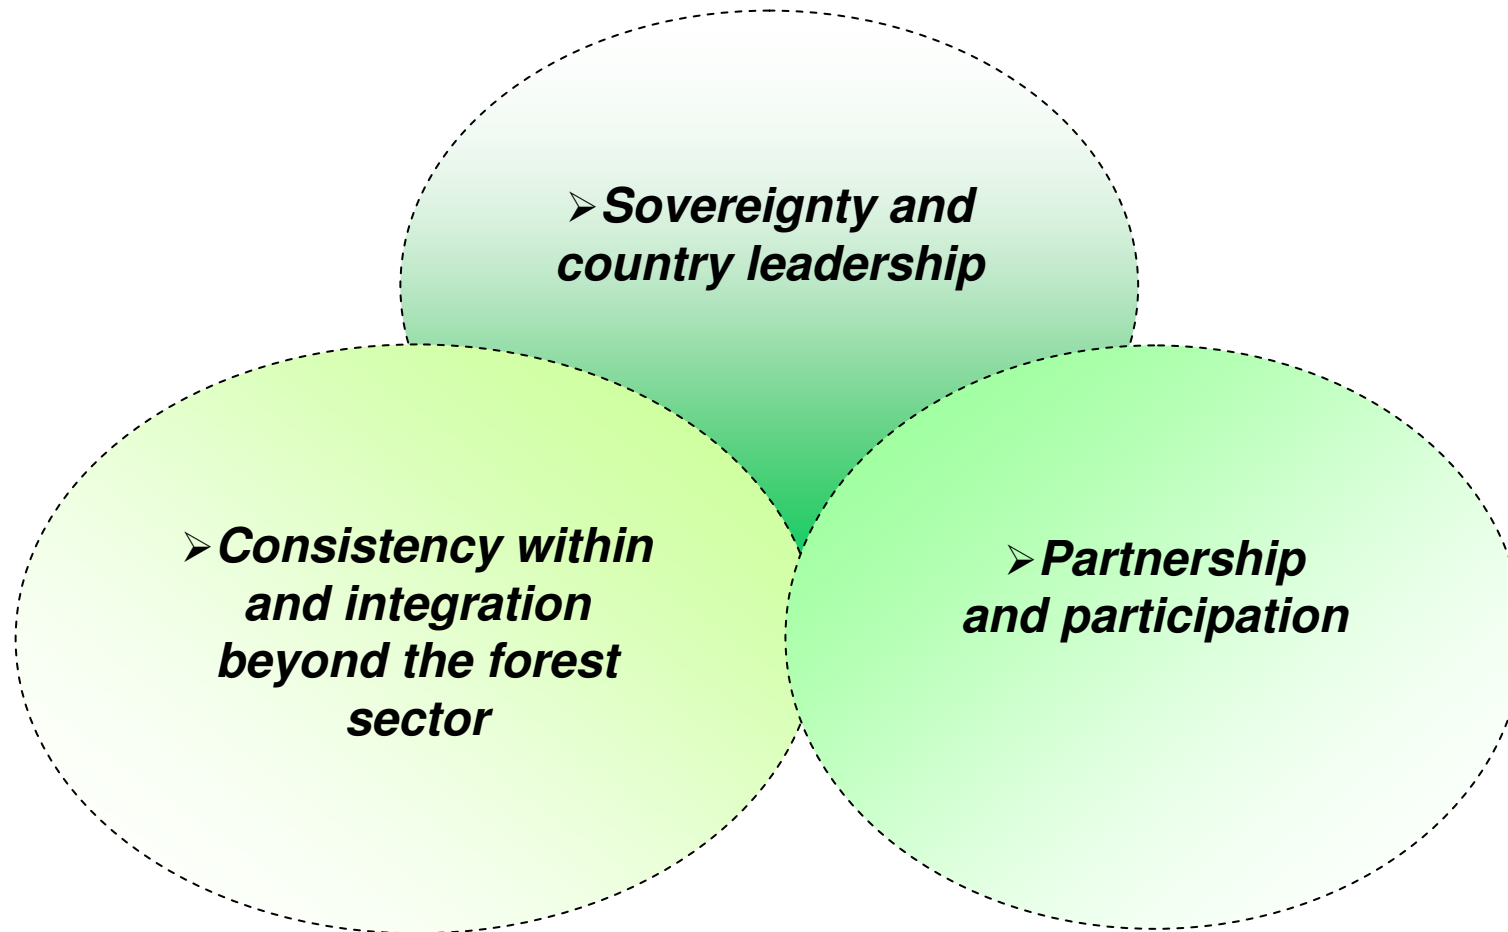 ➢Sovereignty and
country leadership
➢Consistency within
and integration
beyond the forest
sector
➢Partnership
and participation